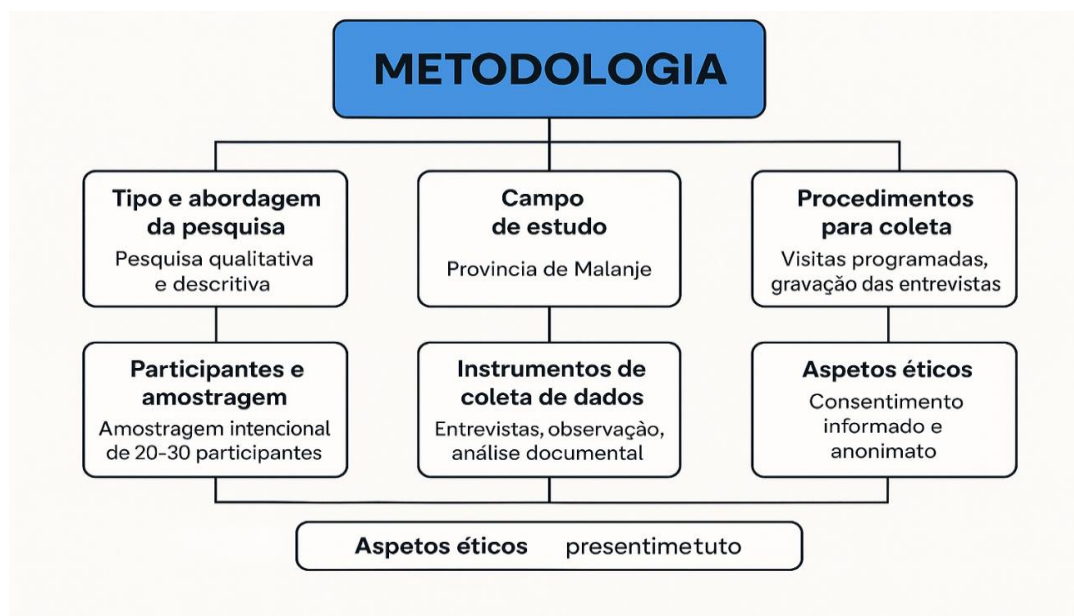 METODOLOGIA
Tipo e abordagem
da pesquisa
Pesquisa qualitativa
e descritiva
Campo
de estudo
Provincia de Malanje
Procedimentos
para coleta
Visitas programadas,
gravação das entrevistas
Participantes e
amostragem
Amostragem intencional
de 20-30 participantes
Instrumentos de
coleta de dados
Entrevistas, observaçào,
análise documental
Aspetos éticos
Consentimento
informado e
anonimato
Aspetos éticos presentimetuto